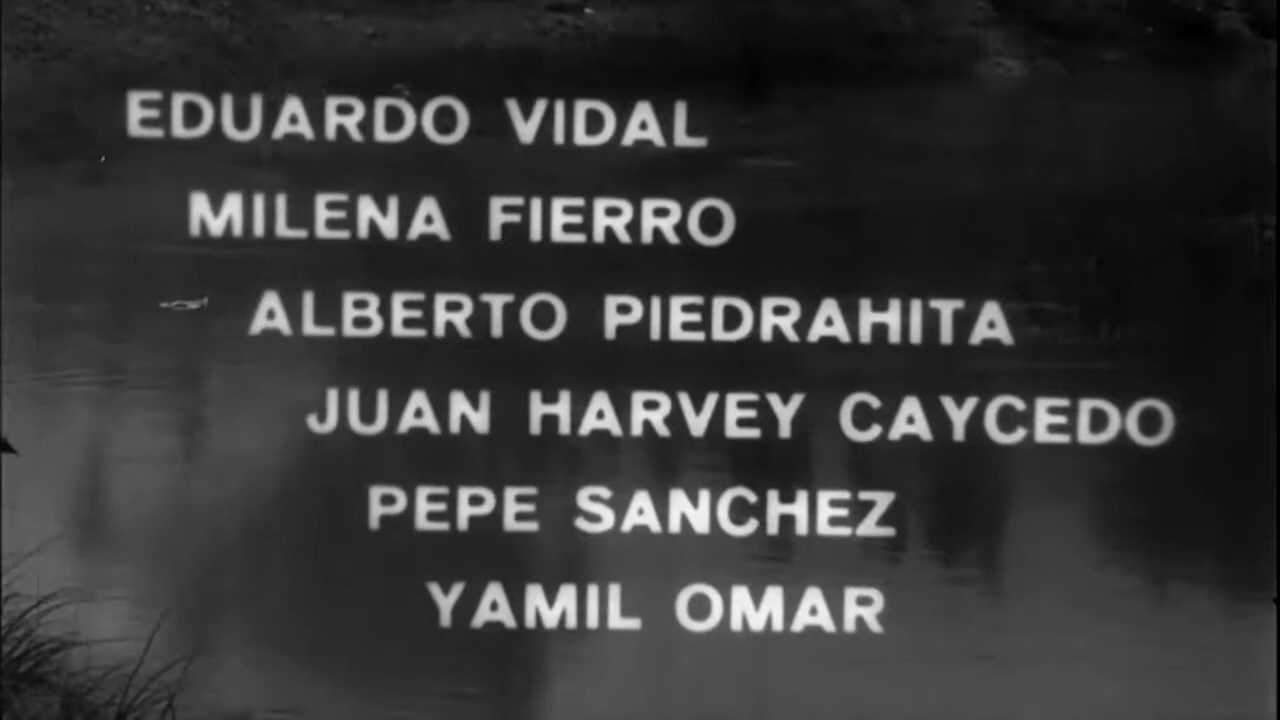 EDUARDO VIDAL
MILENA FIERRO
ALBERTO PIEDRAHITA
JUAN HARVEY CAYCEDO
PEPE SANCHEZ
YAMIL OMAR